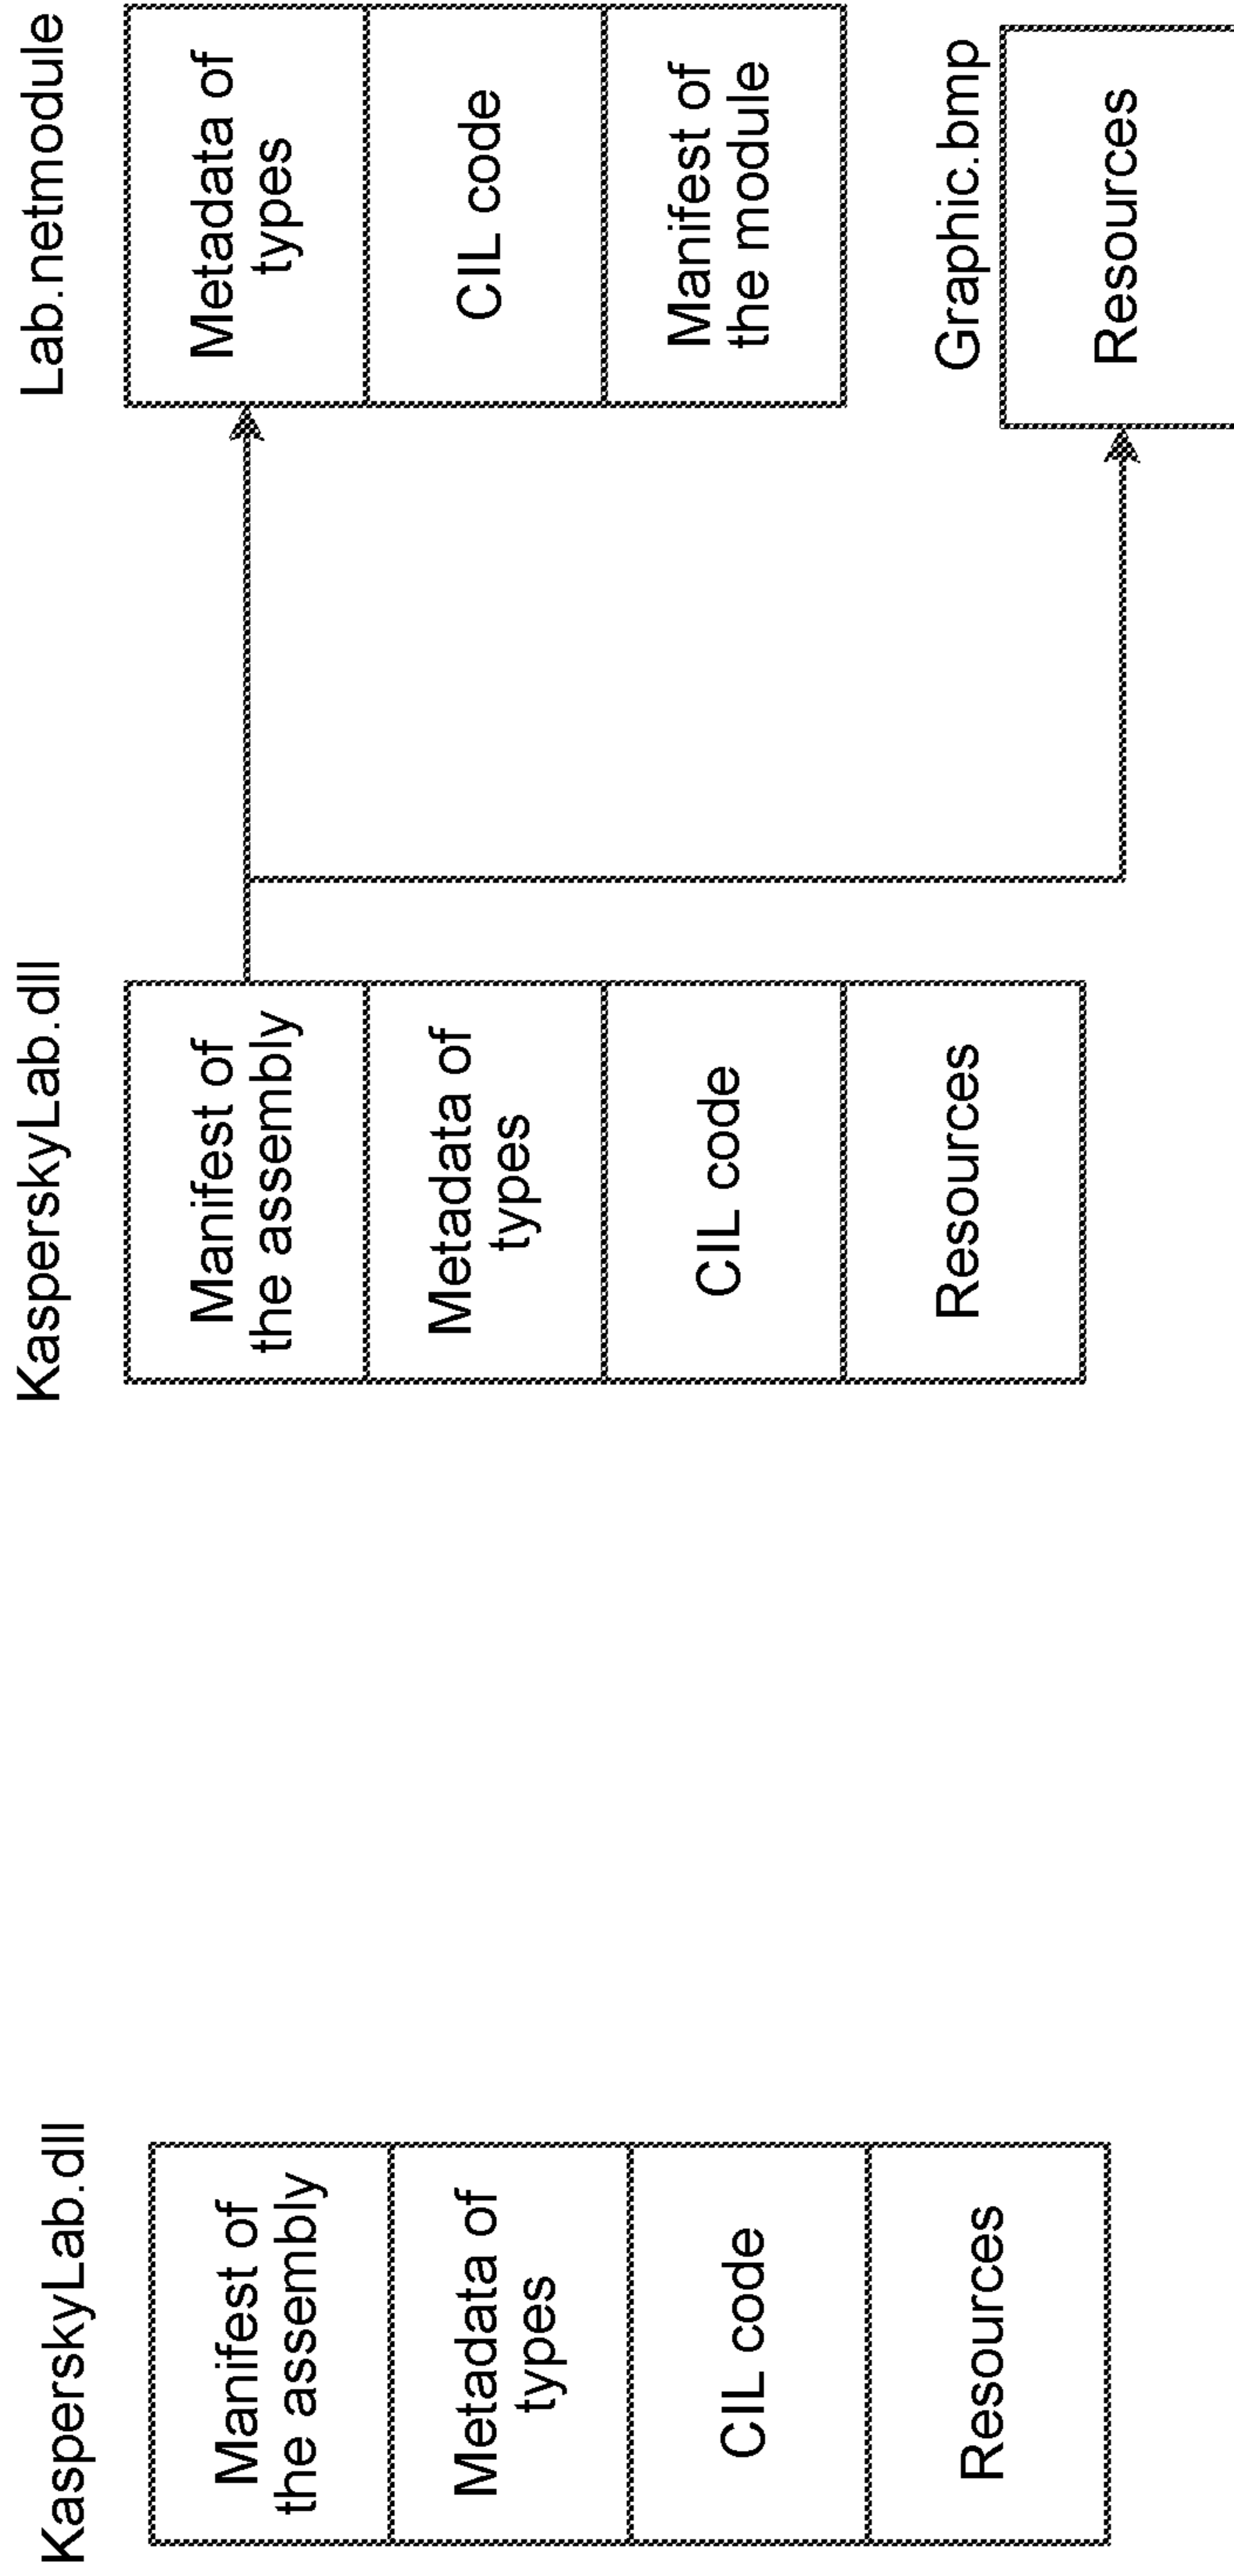 KasperskyLab.dll
Manifest of
the assembly
Metadata of
types
CIL code
Resources
KasperskyLab.dll
Manifest of
the assembly
Metadata of
types
CIL code
Resources
Lab.netmodule
Metadata of
types
CIL code
Manifest of
the module
Graphic.bmp
Resources